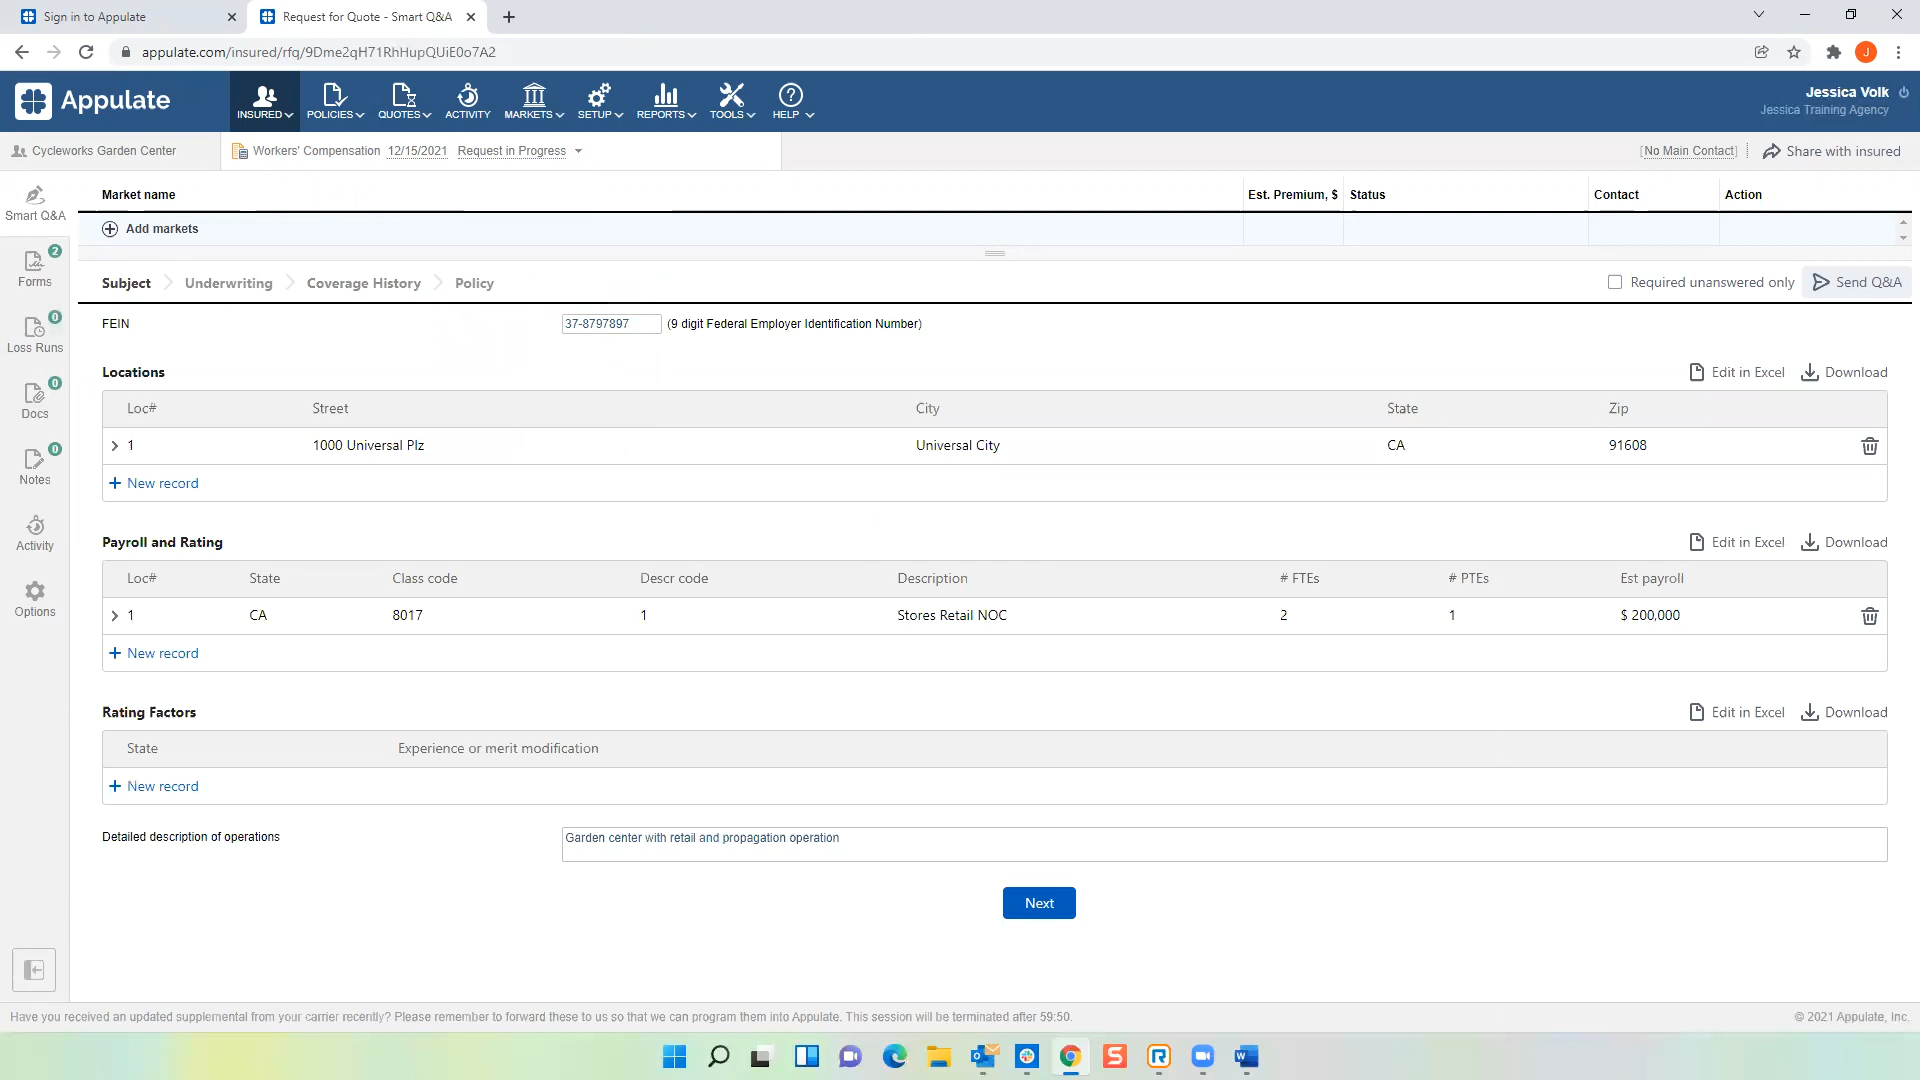 Sign in to Appulate
Request for Quote - Smart Q&A
appulate.com/insured/rfq/9Dme2qH71RhHupQUiE0o7A2
J
Appulate
INSURED
POLICIES
QUOTES
ACTIVITY
MARKETS
SETUP
REPORTS
TOOLS
HELP
Jessica Volk
Jessica Training Agency
Cycleworks Garden Center
Workers' Compensation 12/15/2021 Request in Progress
[No Main Contact]
Share with insured
Smart Q&A
Market name Est. Premium, $ Status Contact Action
Add markets
2
Forms
Subject Underwriting Coverage History Policy
Required unanswered only
Send Q&A
0
Loss Runs
FEIN 37-8797897 (9 digit Federal Employer Identification Number)
Locations Edit in Excel Download
0
Docs
Loc# Street City State Zip
1 1000 Universal Plz Universal City CA 91608
0
Notes
New record
Activity
Payroll and Rating Edit in Excel Download
Loc# State Class code Descr code Description # FTEs # PTEs Est payroll
Options
1 CA 8017 1 Stores Retail NOC 2 1 $ 200,000
New record
Rating Factors Edit in Excel Download
State Experience or merit modification
New record
Detailed description of operations Garden center with retail and propagation operation
Next
Have you received an updated supplemental from your carrier recently? Please remember to forward these to us so that we can program them into Appulate. This session will be terminated after 59:50.
© 2021 Appulate, Inc.